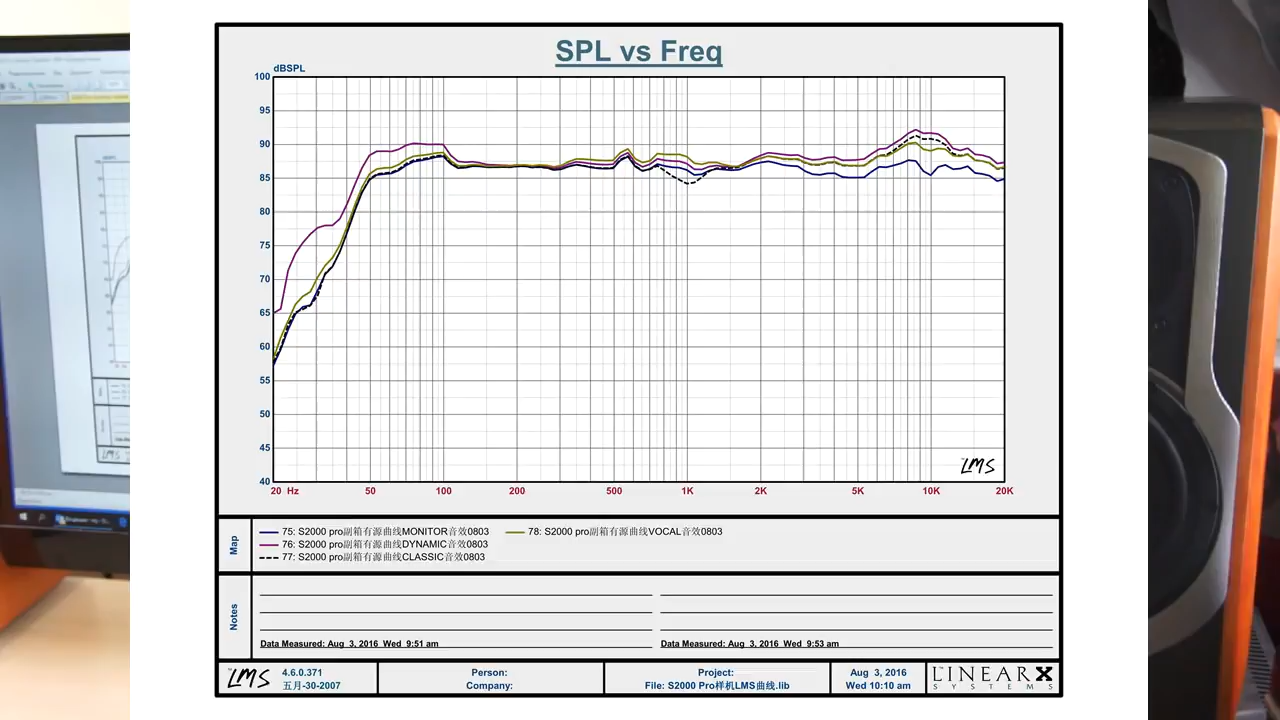 SPL vs Freq
dBSPL
100
95
90
85
80
75
70
65
60
55
50
45
40
LMS
20 Hz 50 100 200 500 1K 2K 5K 10K 20K
Map
75: S2000 pro副箱有源曲线MONITOR音效0803 78: S2000 pro副箱有源曲线VOCAL音效0803
76: S2000 pro副箱有源曲线DYNAMIC音效0803
77: S2000 pro副箱有源曲线CLASSIC音效0803
Notes
Data Measured: Aug 3, 2016 Wed 9:51 am Data Measured: Aug 3, 2016 Wed 9:53 am
LMS 4.6.0.371 Person: Project: Aug 3, 2016 LINEARX
五月-30-2007 Company: File: S2000 Pro样机LMS曲线.lib Wed 10:10 am SYSTEMS